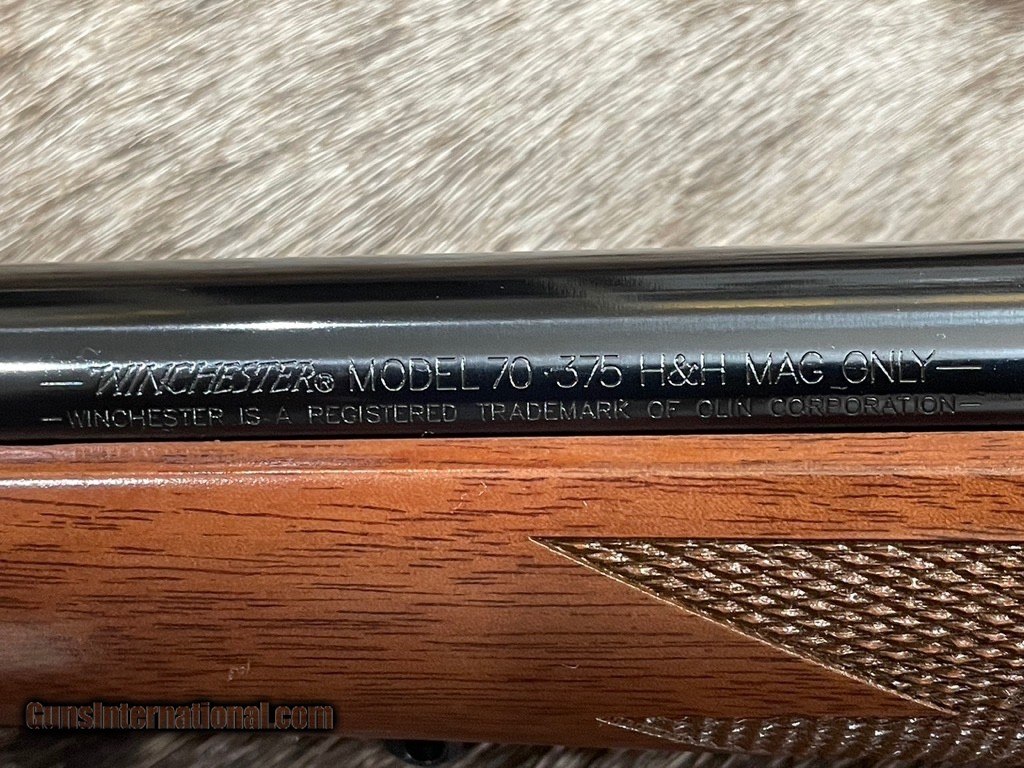 —WINCHESTER® MODEL 70 -375 H&H MAG. ONLY—
—WINCHESTER IS A REGISTERED TRADEMARK OF OLIN CORPORATION—
GunsInternational.com